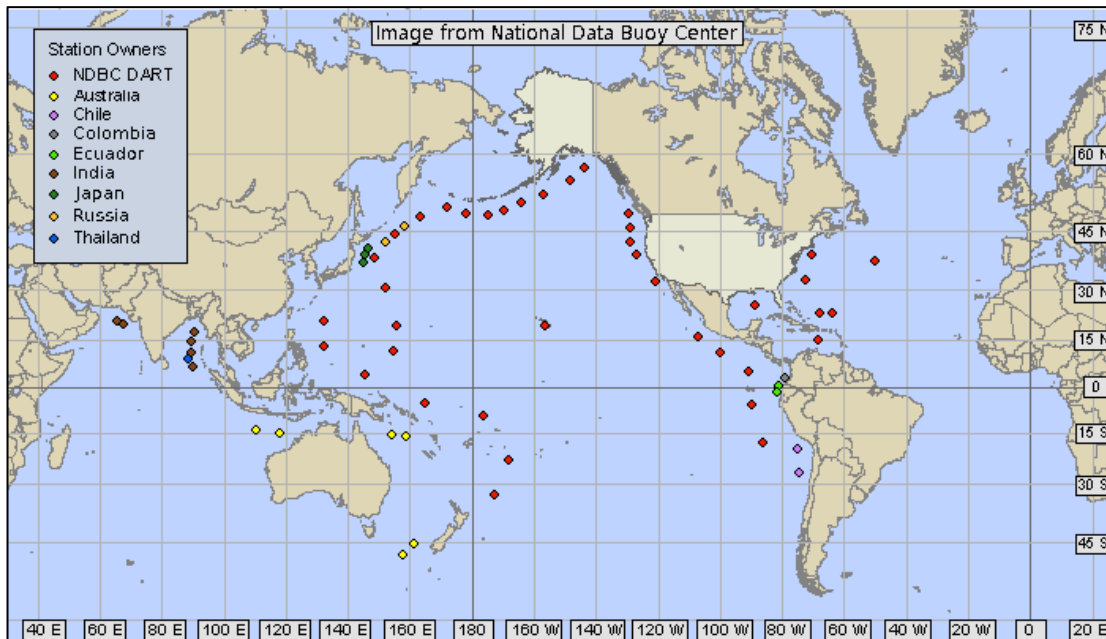 Image from National Data Buoy Center
Station Owners
NDBC DART
Australia
Chile
Colombia
Ecuador
India
Japan
Russia
Thailand
75 N
60 N
45 N
30 N
15 N
0
15 S
30 S
45 S
40 E
60 E
80 E
100 E
120 E
140 E
160 E
180
160 W
140 W
120 W
100 W
80 W
60 W
40 W
20 W
0
20 E